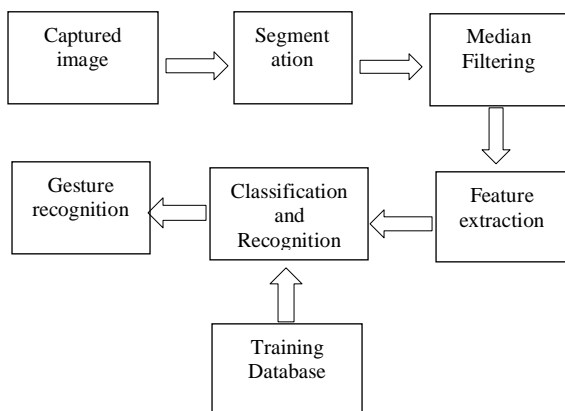 Captured
image
Segment
ation
Median
Filtering
Gesture
recognition
Classification
and
Recognition
Feature
extraction
Training
Database